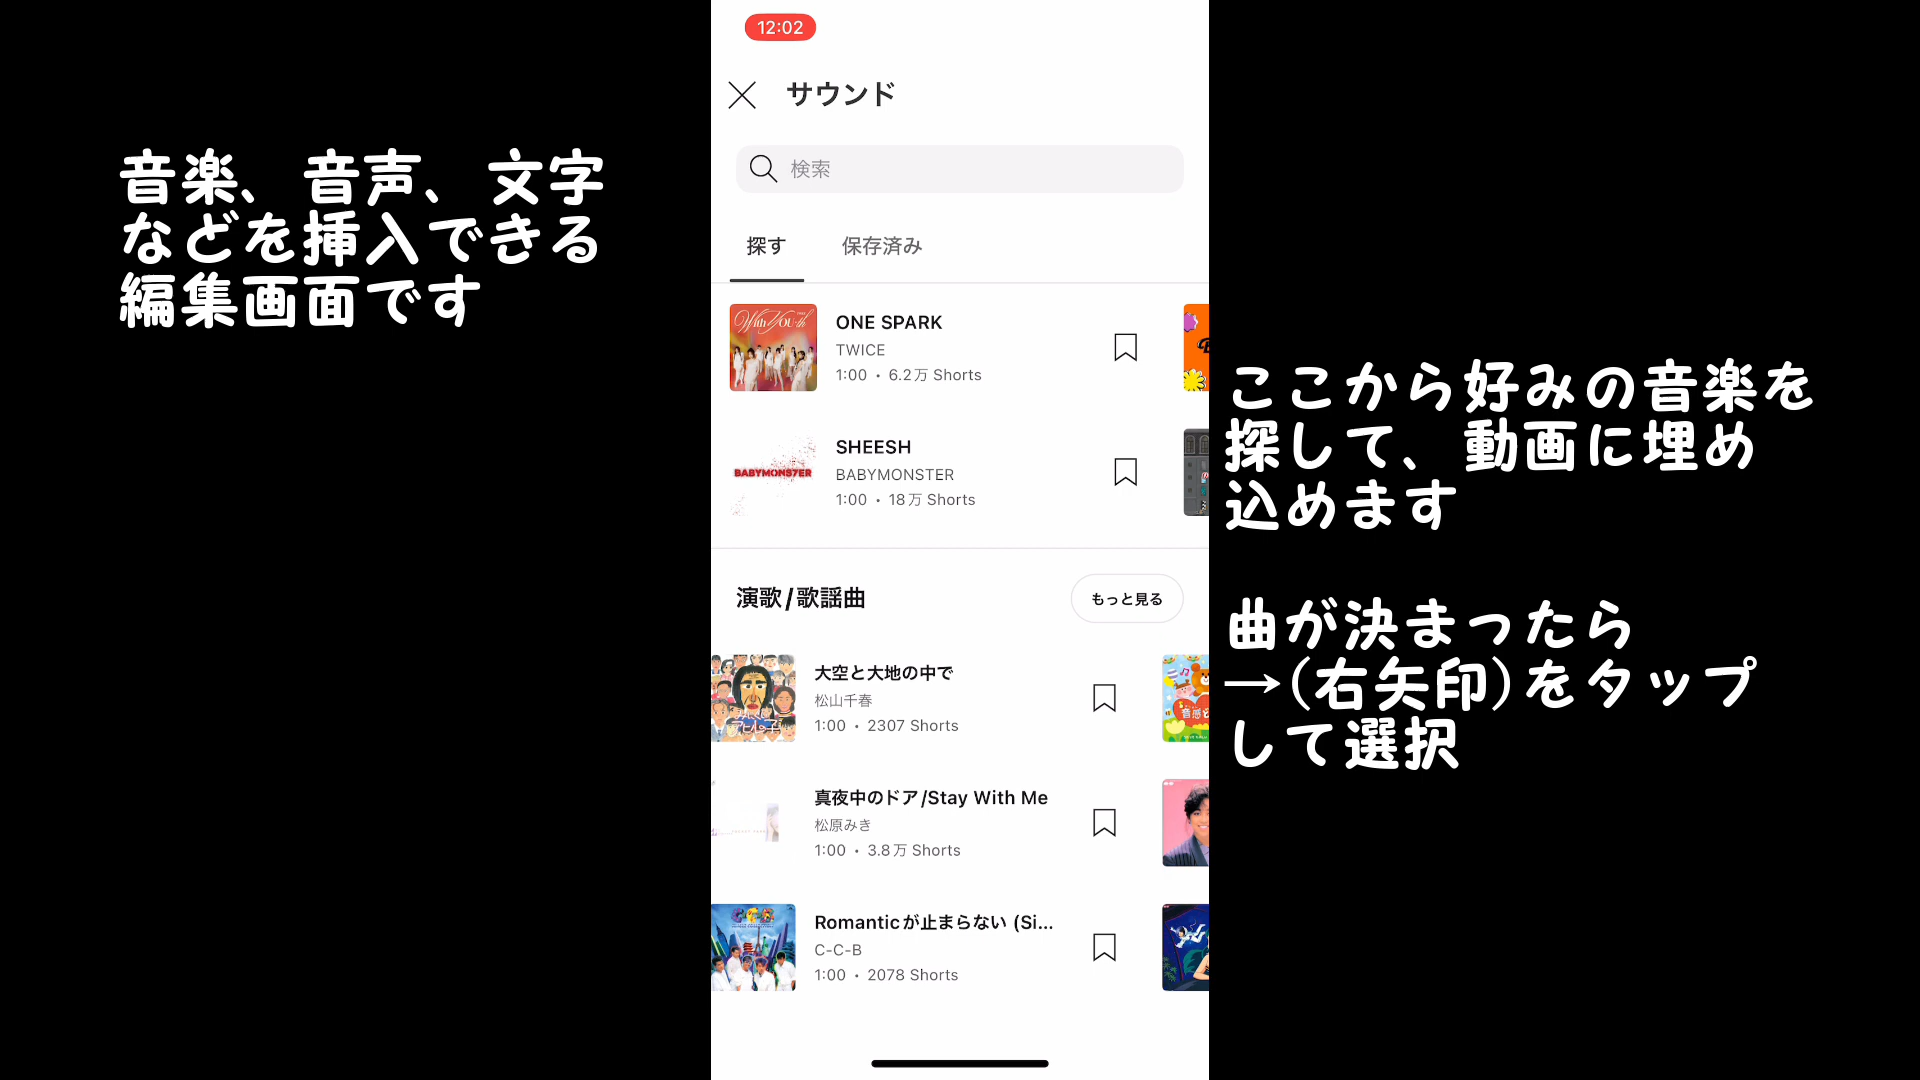 音楽、音声、文字
などを挿入できる
編集画面です
12:02
サウンド
検索
探す 保存済み
With YOU-th
ONE SPARK
TWICE
1:00・6.2万 Shorts
BABYMONS7ER
SHEESH
BABYMONSTER
1:00・18万 Shorts
演歌/歌謡曲 もっと見る
大空と大地の中で
松山千春
1:00・2307 Shorts
真夜中のドア/Stay With Me
松原みき
1:00・3.8万 Shorts
C-C-B
Romanticが止まらない (Si...
C-C-B
1:00・2078 Shorts
ここから好みの音楽を
探して、動画に埋め
込めます
曲が決まったら
→(右矢印)をタップ
して選択